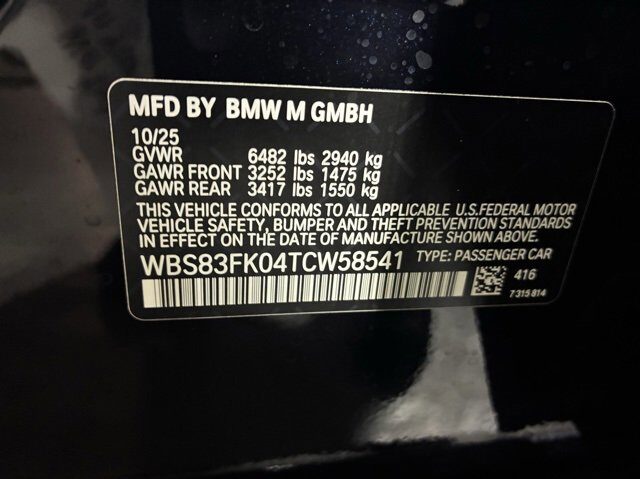 MFD BY BMW M GMBH
10/25
GVWR 6482 lbs 2940 kg
GAWR FRONT 3252 lbs 1475 kg
GAWR REAR 3417 lbs 1550 kg
THIS VEHICLE CONFORMS TO ALL APPLICABLE U.S.FEDERAL MOTOR
VEHICLE SAFETY, BUMPER AND THEFT PREVENTION STANDARDS
IN EFFECT ON THE DATE OF MANUFACTURE SHOWN ABOVE.
WBS83FK04TCW58541 TYPE: PASSENGER CAR
416
7 315 814